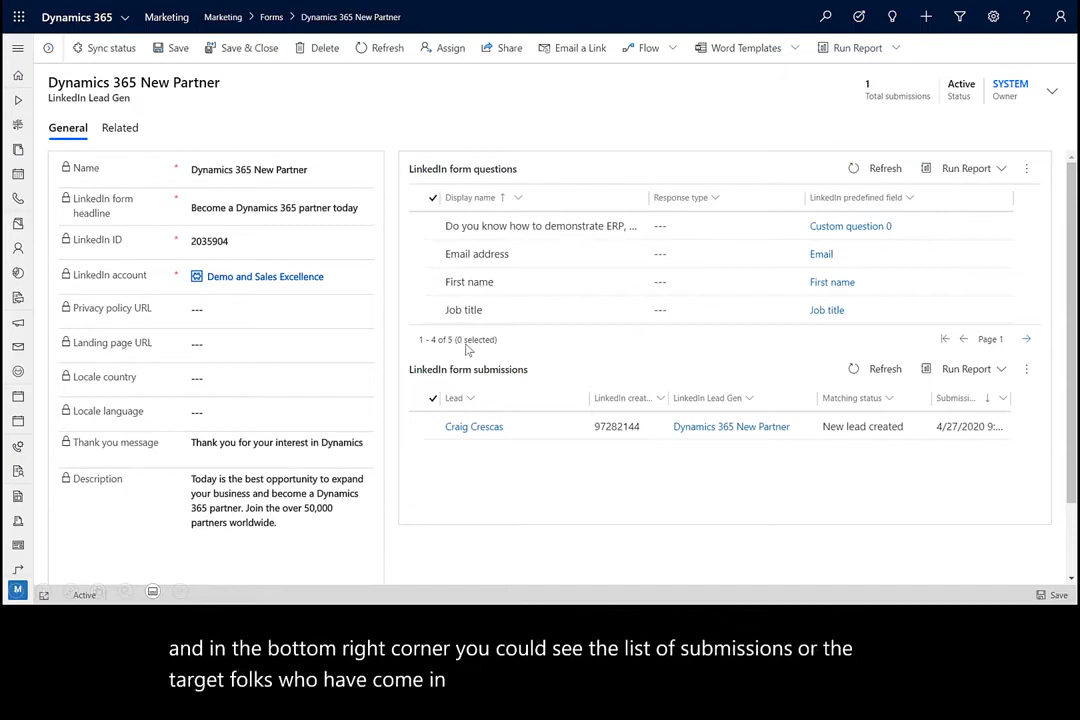 Dynamics 365 Marketing Marketing Forms Dynamics 365 New Partner
Sync status Save Save & Close Delete Refresh Assign Share Email a Link Flow Word Templates Run Report
Dynamics 365 New Partner
LinkedIn Lead Gen
1
Total submissions
Active
Status
SYSTEM
Owner
General Related
Name * Dynamics 365 New Partner
LinkedIn form headline * Become a Dynamics 365 partner today
LinkedIn ID * 2035904
LinkedIn account * Demo and Sales Excellence
Privacy policy URL ---
Landing page URL ---
Locale country ---
Locale language ---
Thank you message Thank you for your interest in Dynamics
Description Today is the best opportunity to expand
your business and become a Dynamics
365 partner. Join the over 50,000
partners worldwide.
LinkedIn form questions Refresh Run Report
Display name Response type LinkedIn predefined field
Do you know how to demonstrate ERP, ... --- Custom question 0
Email address --- Email
First name --- First name
Job title --- Job title
1 - 4 of 5 (0 selected) Page 1
LinkedIn form submissions Refresh Run Report
Lead LinkedIn creat... LinkedIn Lead Gen Matching status Submissi...
Craig Crescas 97282144 Dynamics 365 New Partner New lead created 4/27/2020 9:...
M Active Save
and in the bottom right corner you could see the list of submissions or the
target folks who have come in